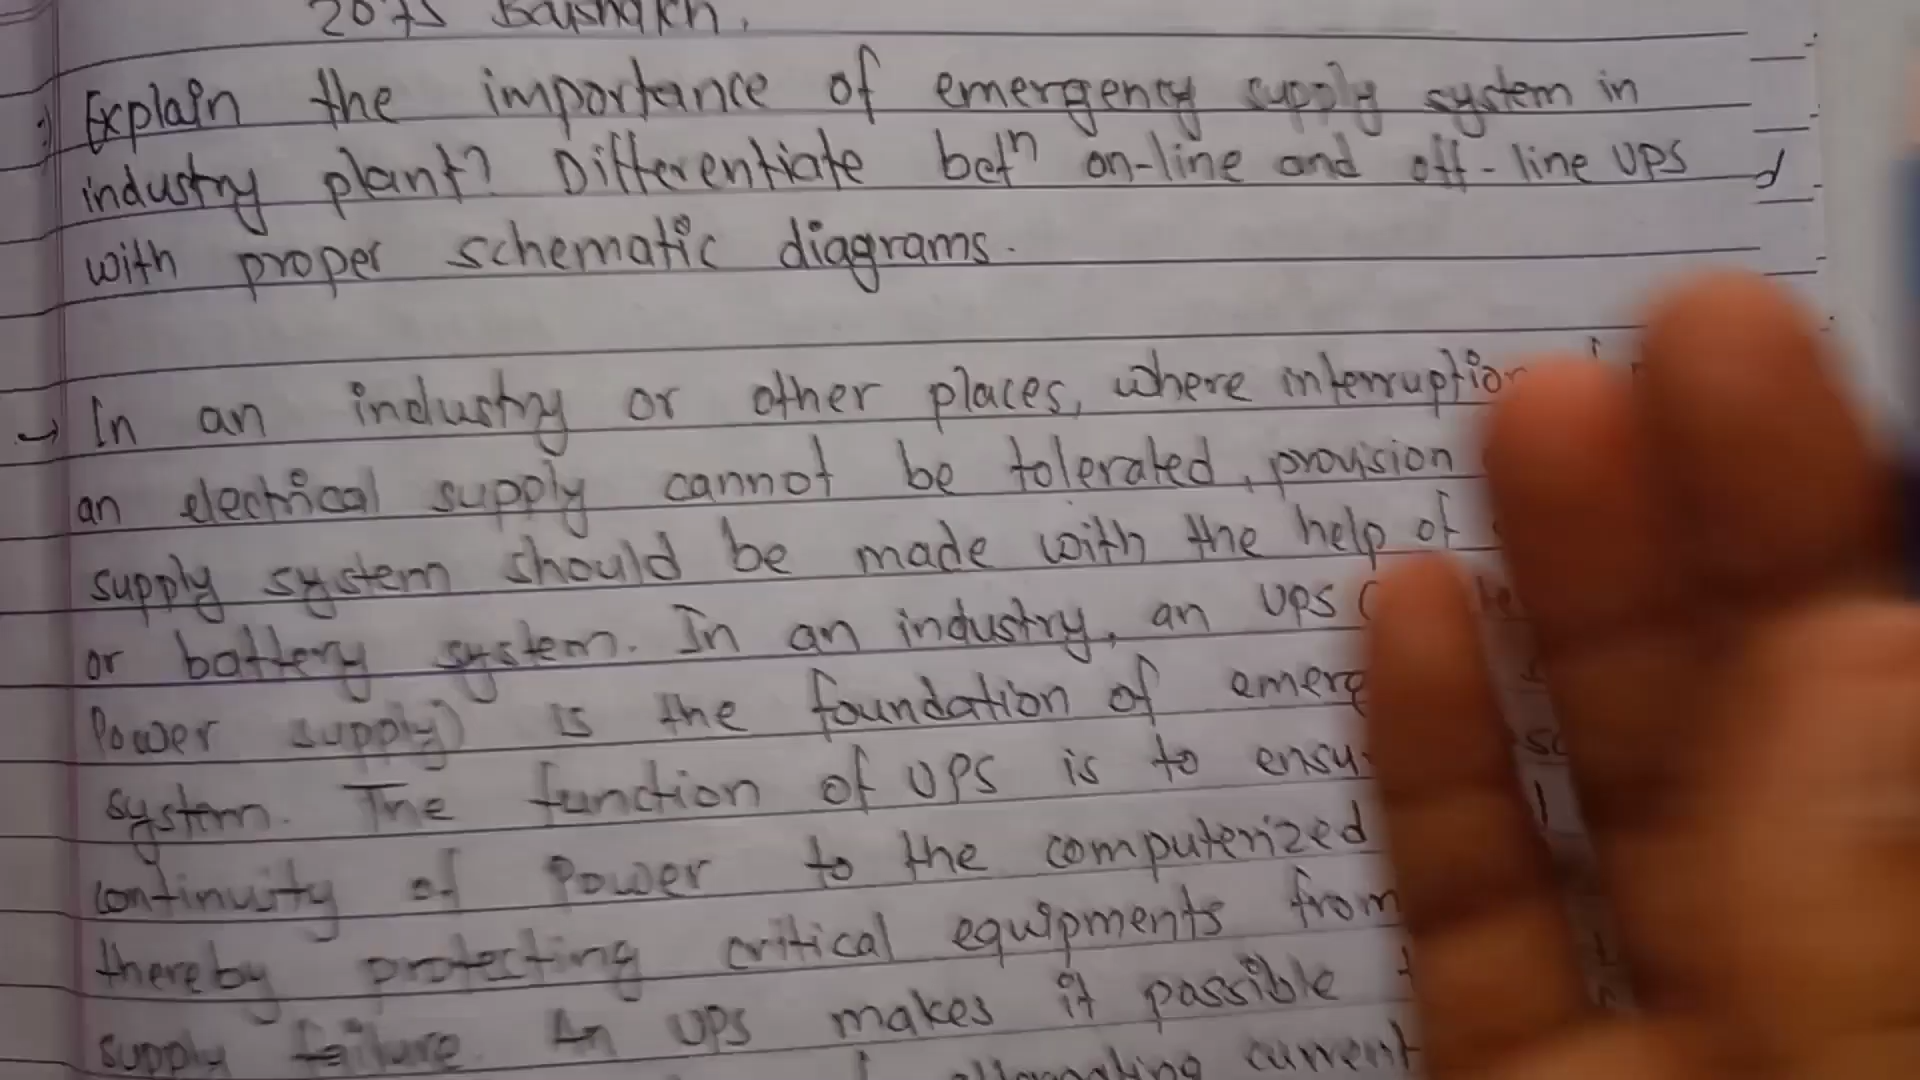 2075 Baishakh.
Explain the importance of emergency supply system in
industry plant? Differentiate betⁿ on-line and off-line UPS
with proper schematic diagrams.
→ In an industry or other places, where interruption
an electrical supply cannot be tolerated, provision
supply system should be made with the help of
or battery system. In an industry, an UPS (
Power supply) is the foundation of
system. The function of UPS is to
continuity of Power to the computerized
thereby protecting critical equipments from
supply failure. An UPS makes it possible
alternating current